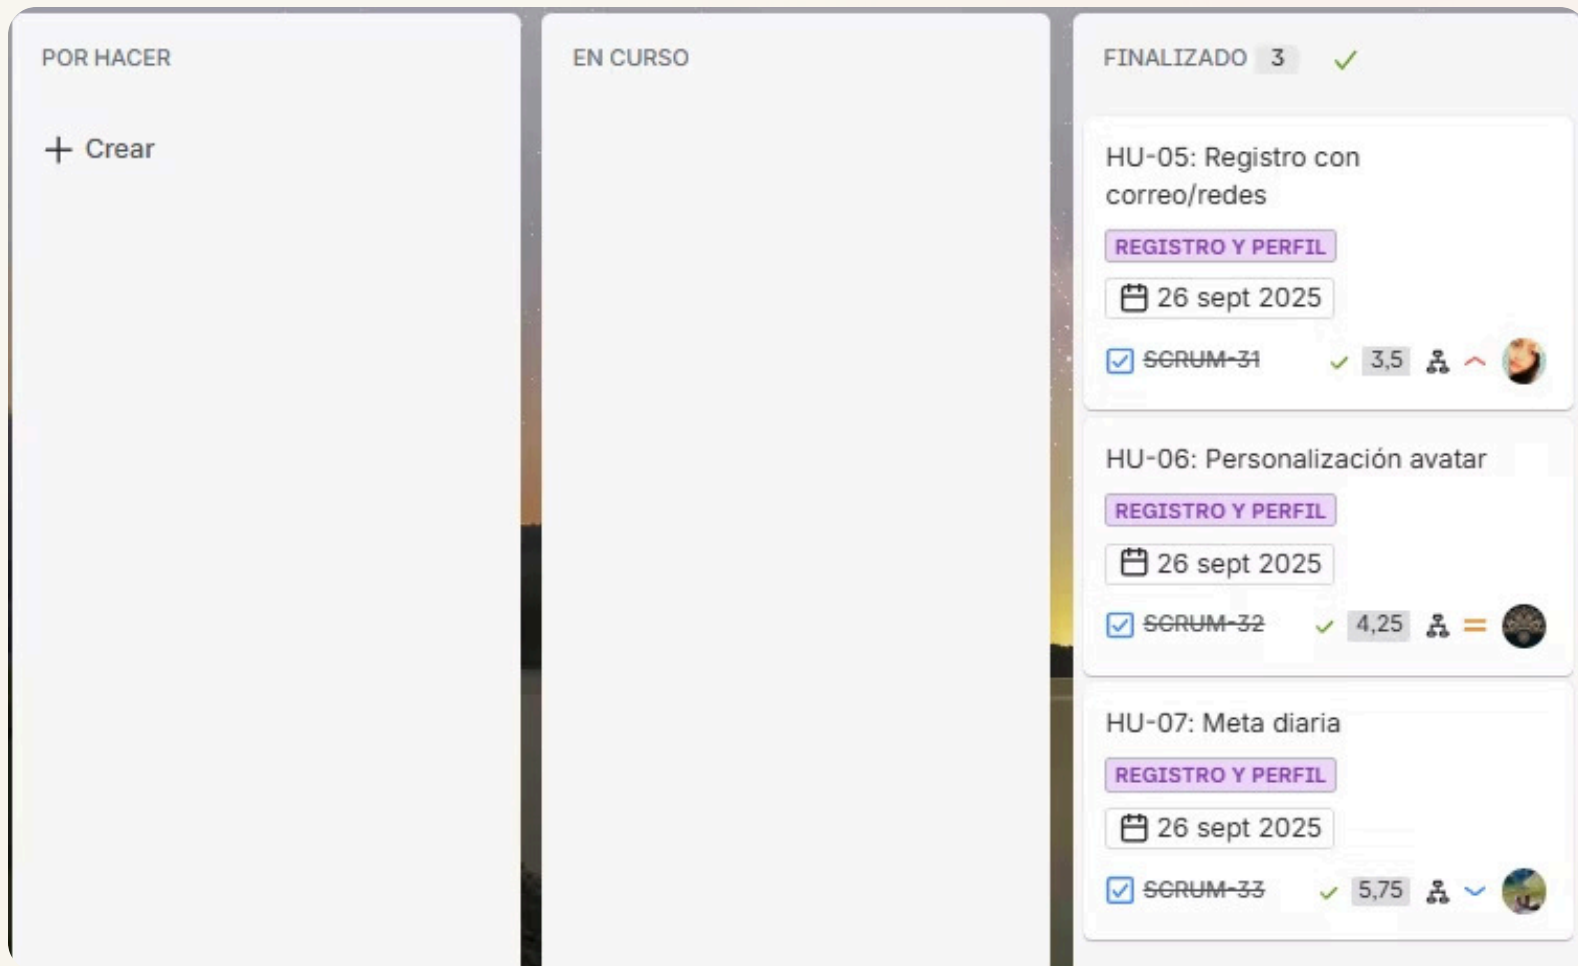 POR HACER
+ Crear
EN CURSO
FINALIZADO 3
HU-05: Registro con
correo/redes
REGISTRO Y PERFIL
26 sept 2025
SCRUM-31 3,5
HU-06: Personalización avatar
REGISTRO Y PERFIL
26 sept 2025
SCRUM-32 4,25
HU-07: Meta diaria
REGISTRO Y PERFIL
26 sept 2025
SCRUM-33 5,75